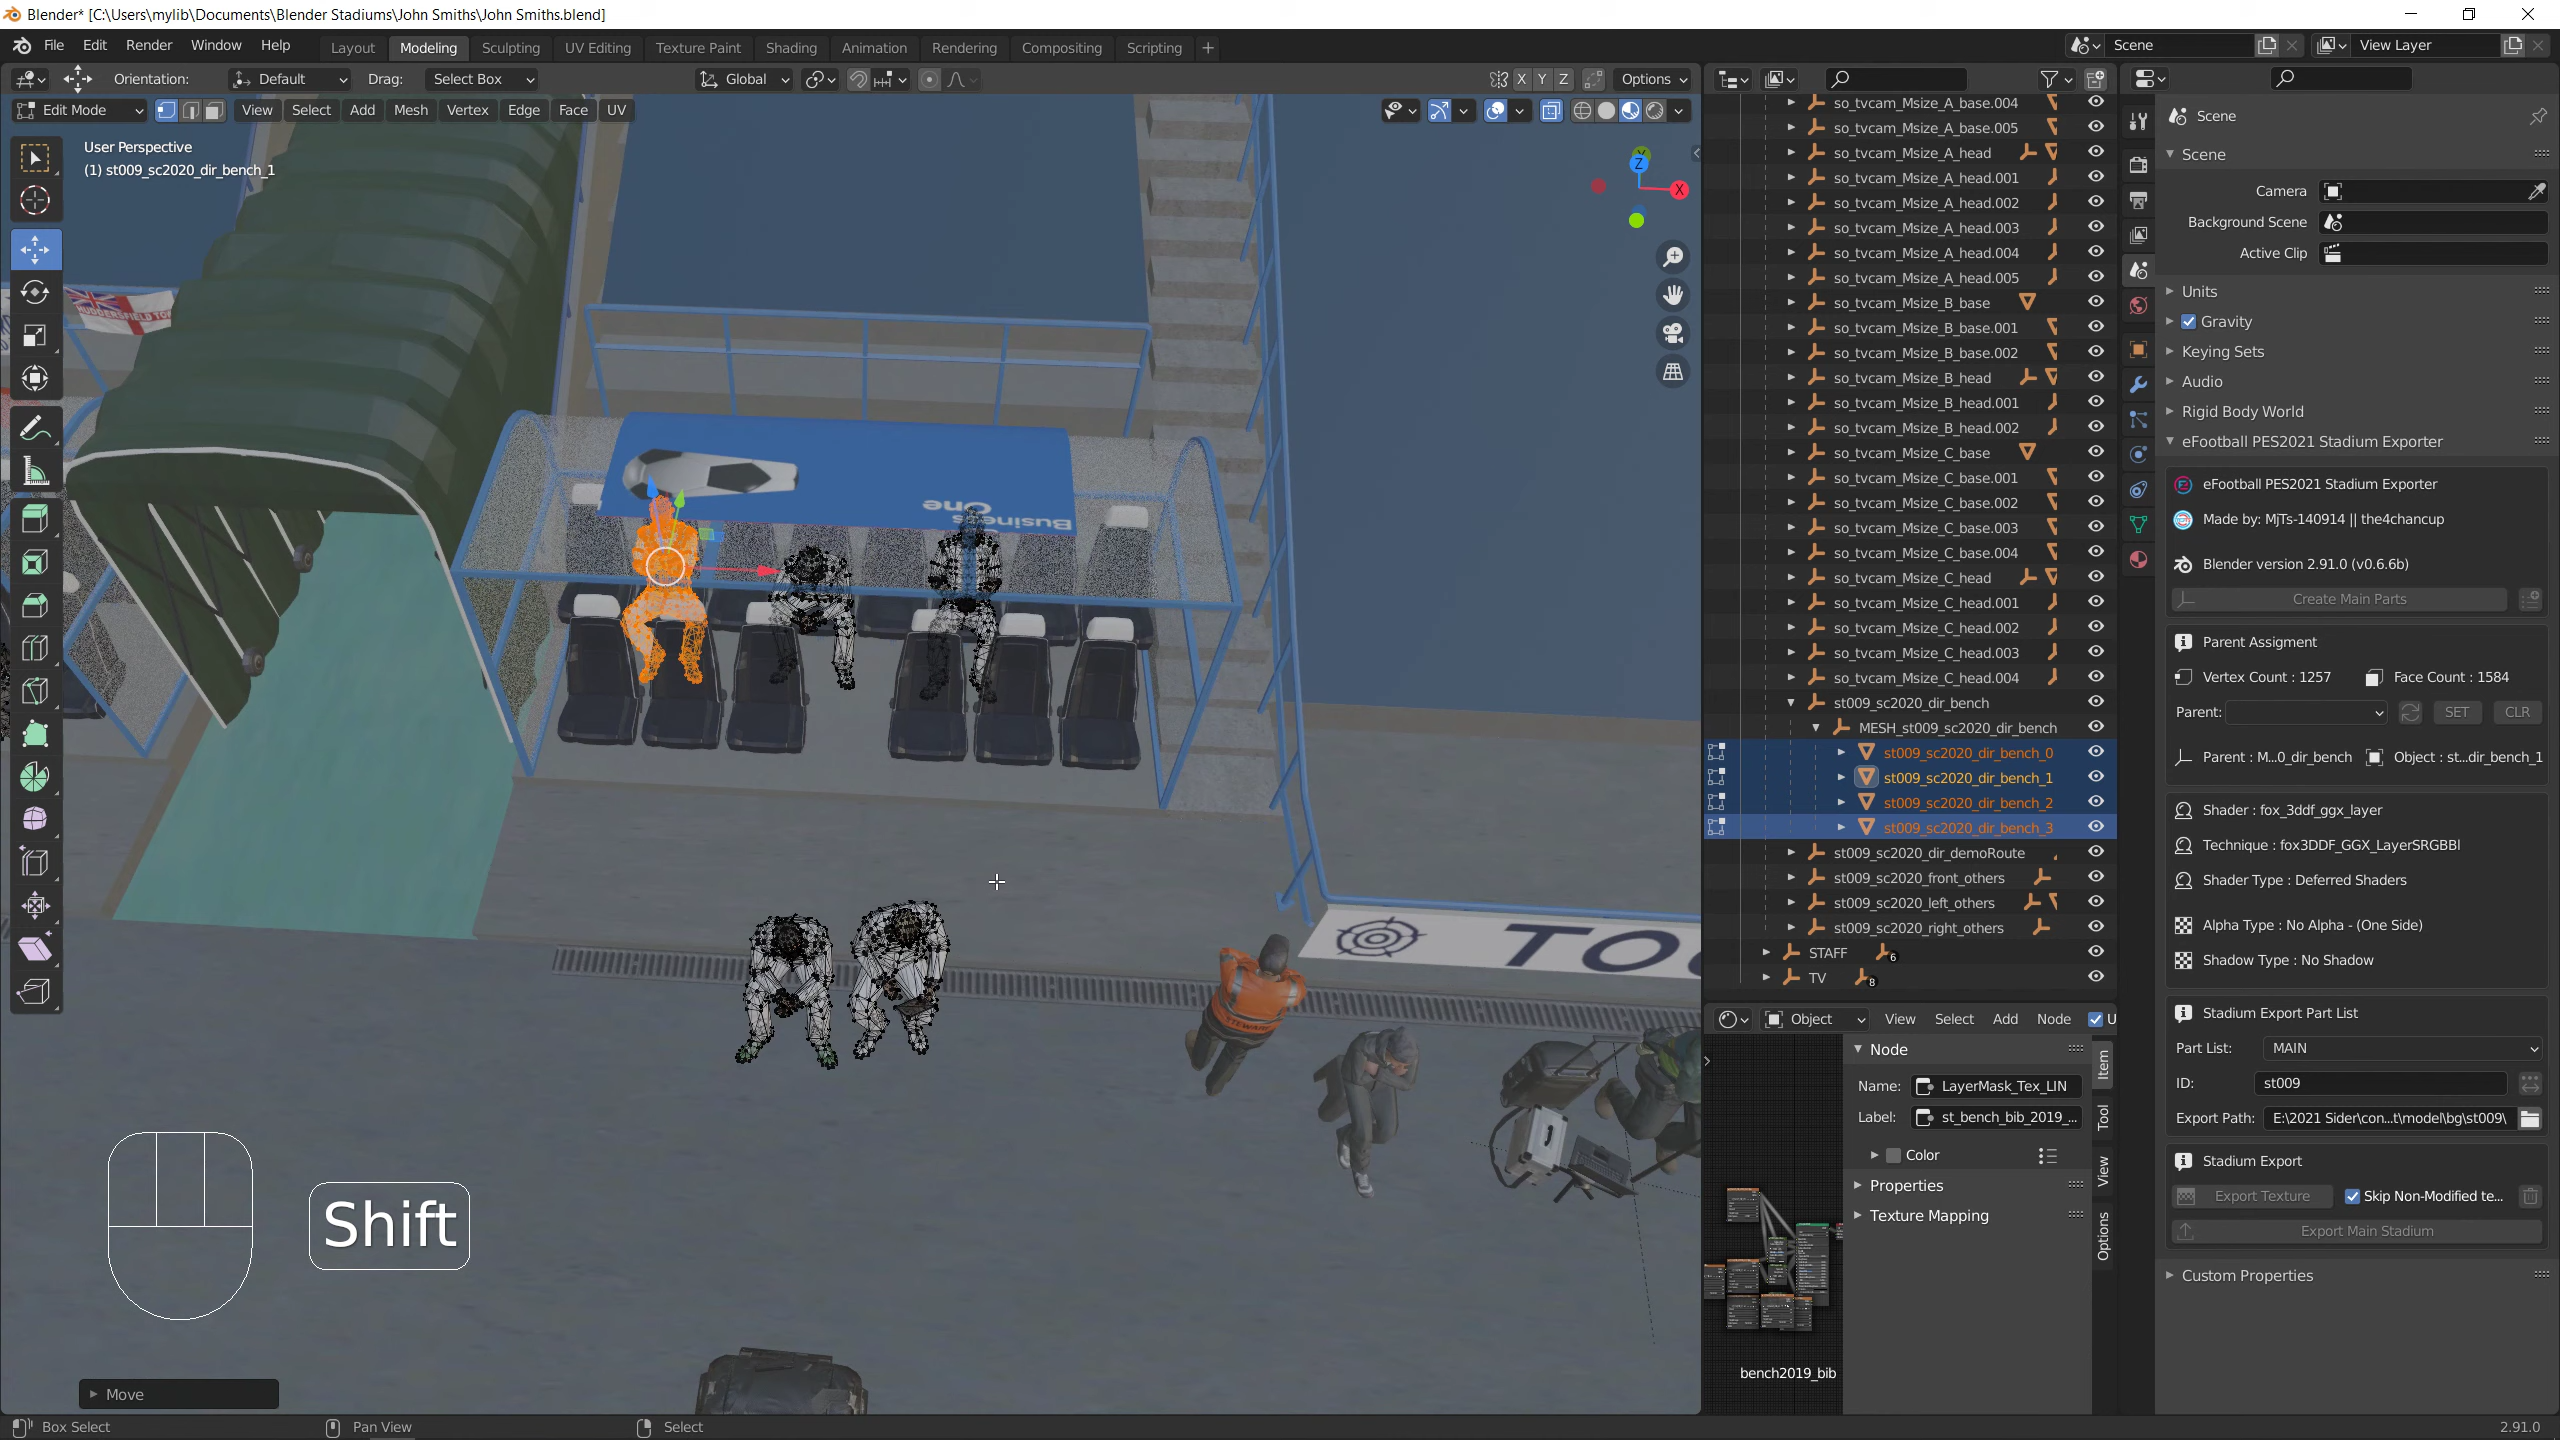 Blender* [C:\Users\mylib\Documents\Blender Stadiums\John Smiths\John Smiths.blend]
File Edit Render Window Help Layout Modeling Sculpting UV Editing Texture Paint Shading Animation Rendering Compositing Scripting + Scene View Layer
Orientation: Default Drag: Select Box Global X Y Z Options
Edit Mode View Select Add Mesh Vertex Edge Face UV
User Perspective
(1) st009_sc2020_dir_bench_1
Z
X
HUDDERSFIELD TO
One
Business
STEWARD
TO
Shift
Move
so_tvcam_Msize_A_base.004
so_tvcam_Msize_A_base.005
so_tvcam_Msize_A_head
so_tvcam_Msize_A_head.001
so_tvcam_Msize_A_head.002
so_tvcam_Msize_A_head.003
so_tvcam_Msize_A_head.004
so_tvcam_Msize_A_head.005
so_tvcam_Msize_B_base
so_tvcam_Msize_B_base.001
so_tvcam_Msize_B_base.002
so_tvcam_Msize_B_head
so_tvcam_Msize_B_head.001
so_tvcam_Msize_B_head.002
so_tvcam_Msize_C_base
so_tvcam_Msize_C_base.001
so_tvcam_Msize_C_base.002
so_tvcam_Msize_C_base.003
so_tvcam_Msize_C_base.004
so_tvcam_Msize_C_head
so_tvcam_Msize_C_head.001
so_tvcam_Msize_C_head.002
so_tvcam_Msize_C_head.003
so_tvcam_Msize_C_head.004
st009_sc2020_dir_bench
MESH_st009_sc2020_dir_bench
st009_sc2020_dir_bench_0
st009_sc2020_dir_bench_1
st009_sc2020_dir_bench_2
st009_sc2020_dir_bench_3
st009_sc2020_dir_demoRoute
st009_sc2020_front_others
st009_sc2020_left_others
st009_sc2020_right_others
STAFF 6
TV 8
Object View Select Add Node U
Node
Name: LayerMask_Tex_LIN
Label: st_bench_bib_2019_...
Color
Properties
Texture Mapping
Item
Tool
View
Options
bench2019_bib
Scene
Scene
Camera
Background Scene
Active Clip
Units
Gravity
Keying Sets
Audio
Rigid Body World
eFootball PES2021 Stadium Exporter
eFootball PES2021 Stadium Exporter
Made by: MjTs-140914 || the4chancup
Blender version 2.91.0 (v0.6.6b)
Create Main Parts
Parent Assigment
Vertex Count : 1257 Face Count : 1584
Parent: SET CLR
Parent : M...0_dir_bench Object : st...dir_bench_1
Shader : fox_3ddf_ggx_layer
Technique : fox3DDF_GGX_LayerSRGBBl
Shader Type : Deferred Shaders
Alpha Type : No Alpha - (One Side)
Shadow Type : No Shadow
Stadium Export Part List
Part List: MAIN
ID: st009
Export Path: E:\2021 Sider\con...t\model\bg\st009\
Stadium Export
Export Texture Skip Non-Modified te...
Export Main Stadium
Custom Properties
Box Select Pan View Select 2.91.0